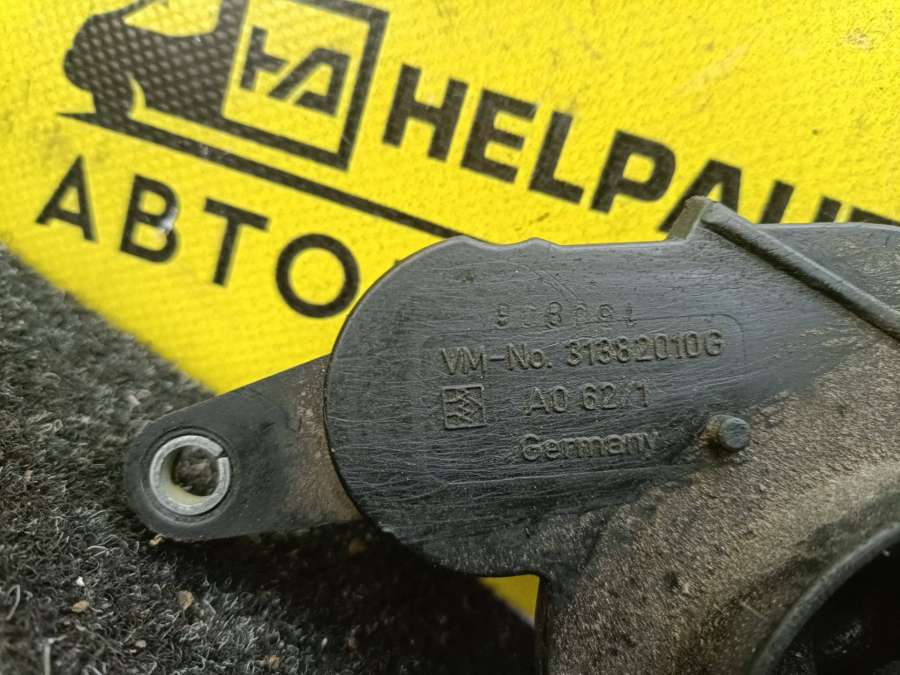 HELPAU
АВТО
VM-No. 31382010G
A0 62/1
Germany